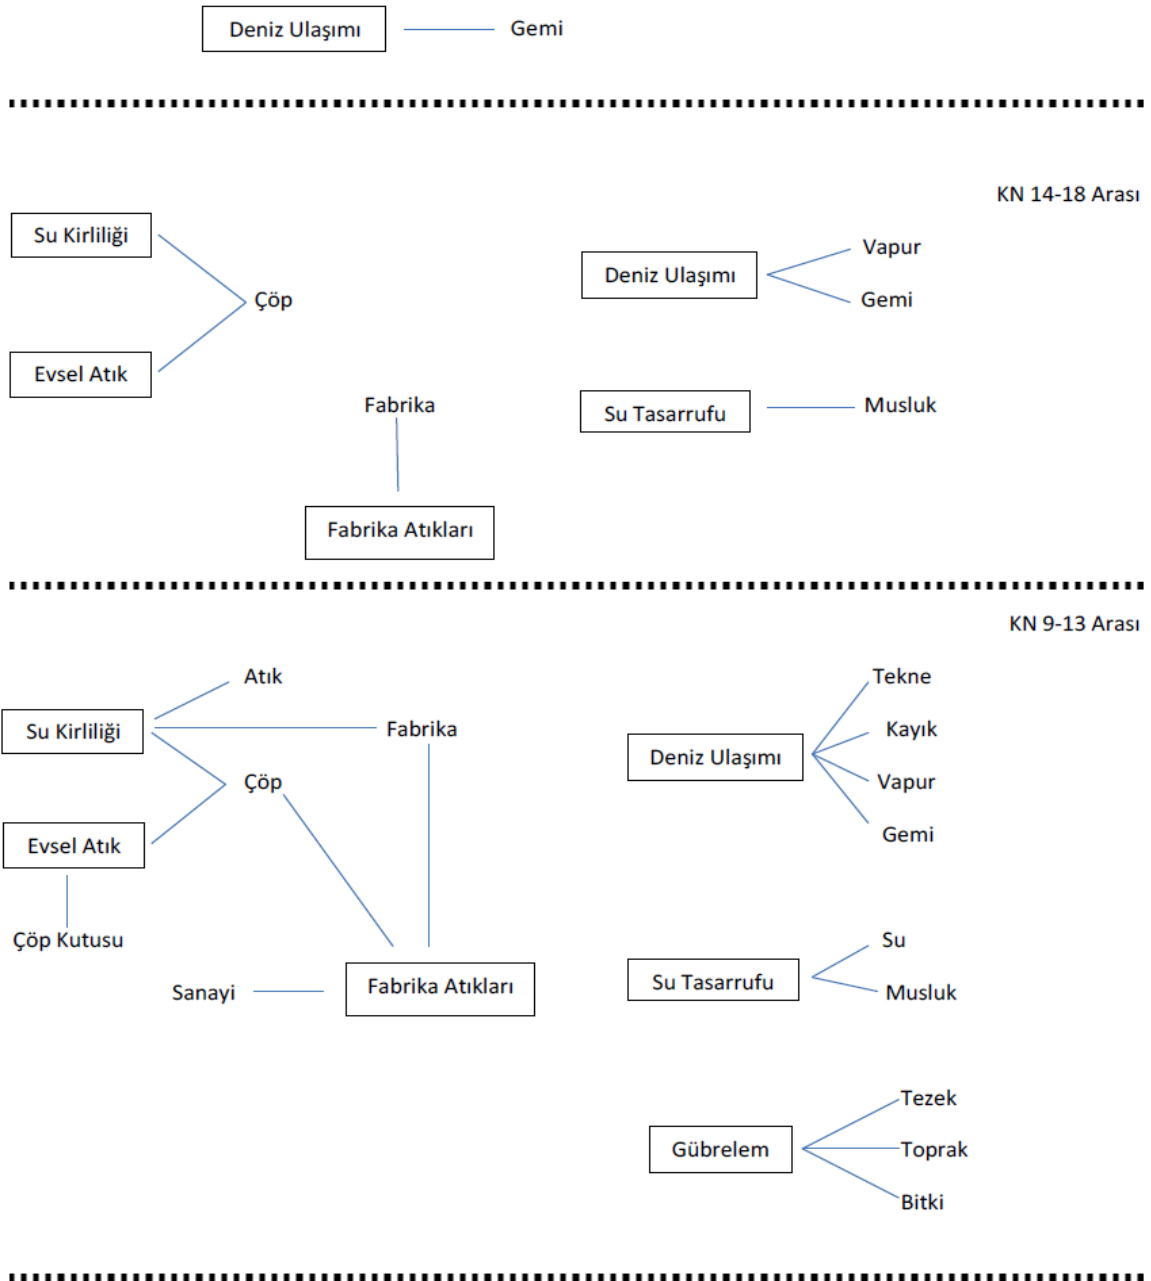 Deniz Ulaşımı
Gemi
KN 14-18 Arası
Su Kirliliği
Çöp
Evsel Atık
Fabrika
Fabrika Atıkları
Deniz Ulaşımı
Vapur
Gemi
Su Tasarrufu
Musluk
KN 9-13 Arası
Atık
Su Kirliliği
Fabrika
Çöp
Evsel Atık
Çöp Kutusu
Sanayi
Fabrika Atıkları
Tekne
Kayık
Deniz Ulaşımı
Vapur
Gemi
Su
Su Tasarrufu
Musluk
Tezek
Gübrelem
Toprak
Bitki